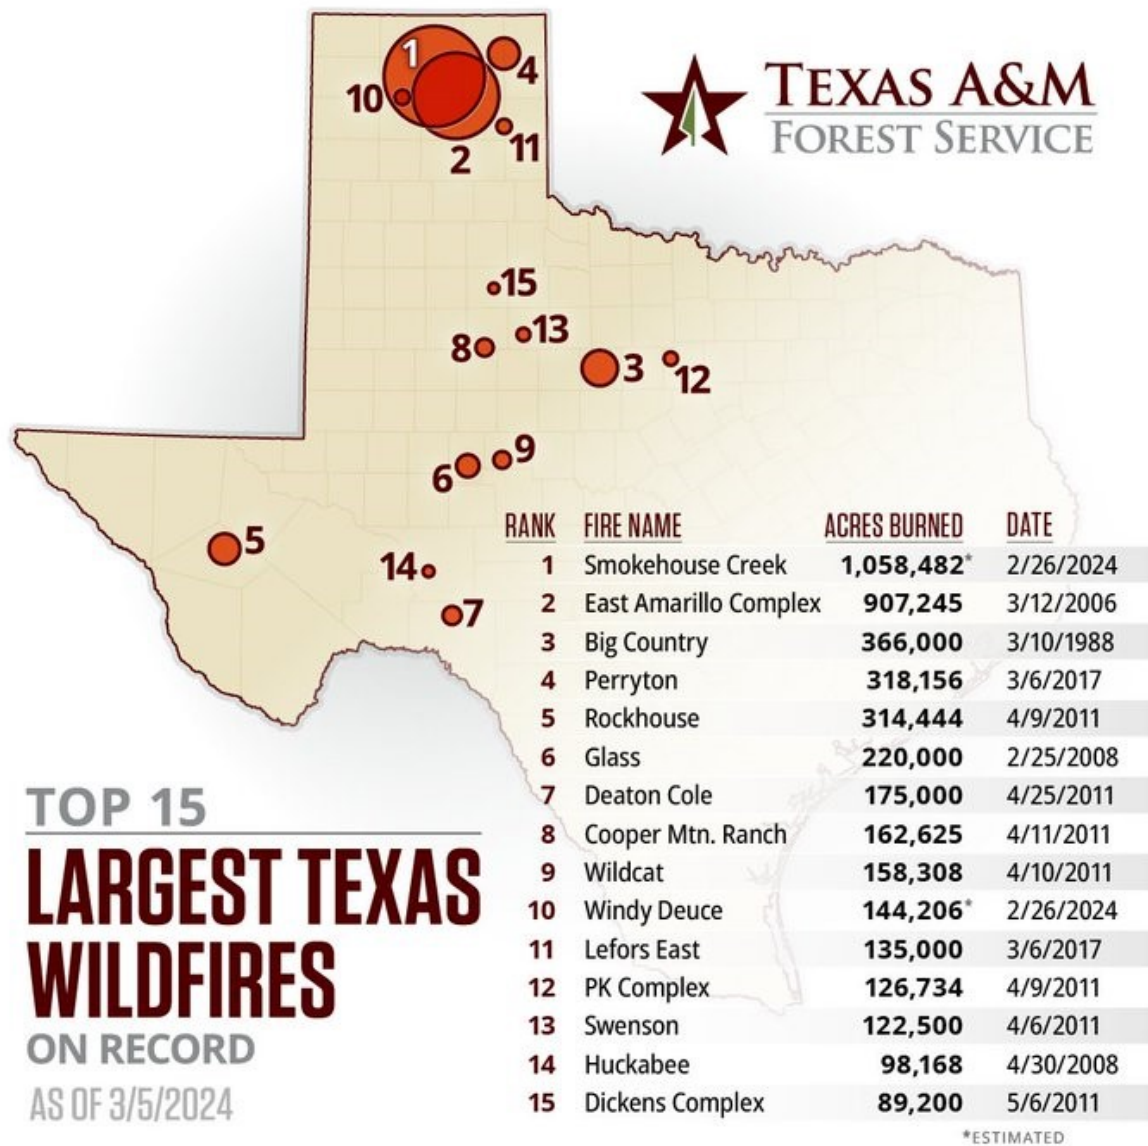 1
4
10
11
2
TEXAS A&M
FOREST SERVICE
15
13
8
3
12
9
6
5
14
7
RANK FIRE NAME ACRES BURNED DATE
1 Smokehouse Creek 1,058,482* 2/26/2024
2 East Amarillo Complex 907,245 3/12/2006
3 Big Country 366,000 3/10/1988
4 Perryton 318,156 3/6/2017
5 Rockhouse 314,444 4/9/2011
6 Glass 220,000 2/25/2008
7 Deaton Cole 175,000 4/25/2011
8 Cooper Mtn. Ranch 162,625 4/11/2011
9 Wildcat 158,308 4/10/2011
10 Windy Deuce 144,206* 2/26/2024
11 Lefors East 135,000 3/6/2017
12 PK Complex 126,734 4/9/2011
13 Swenson 122,500 4/6/2011
14 Huckabee 98,168 4/30/2008
15 Dickens Complex 89,200 5/6/2011
*ESTIMATED
TOP 15
LARGEST TEXAS
WILDFIRES
ON RECORD
AS OF 3/5/2024